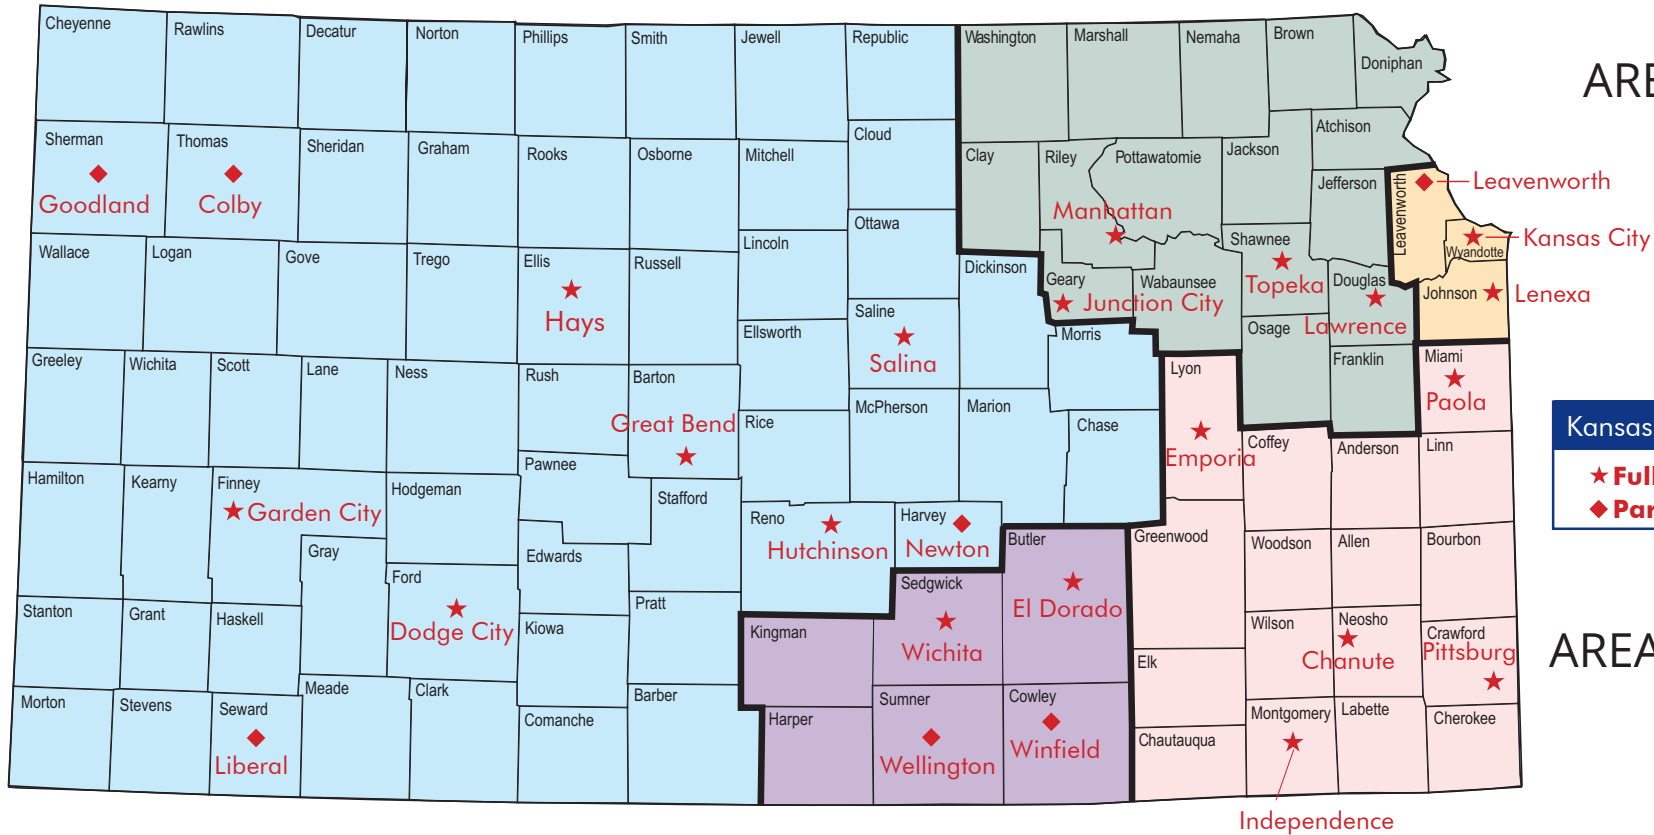 Cheyenne
Rawlins
Decatur
Norton
Phillips
Smith
Jewell
Republic
Washington
Marshall
Nemaha
Brown
Doniphan
ARE
Sherman
Goodland
Thomas
Colby
Sheridan
Graham
Rooks
Osborne
Mitchell
Cloud
Clay
Riley
Manhattan
Pottawatomie
Jackson
Atchison
Jefferson
Leavenworth
Leavenworth
Wyandotte
Kansas City
Wallace
Logan
Gove
Trego
Ellis
Hays
Russell
Lincoln
Ottawa
Dickinson
Geary
Junction City
Wabaunsee
Shawnee
Topeka
Douglas
Lawrence
Johnson
Lenexa
Ellsworth
Saline
Salina
Morris
Osage
Franklin
Miami
Paola
Greeley
Wichita
Scott
Lane
Ness
Rush
Barton
Great Bend
Rice
McPherson
Marion
Chase
Lyon
Emporia
Coffey
Anderson
Linn
Kansas
Full
Par
Hamilton
Kearny
Finney
Garden City
Hodgeman
Pawnee
Stafford
Reno
Hutchinson
Harvey
Newton
Butler
El Dorado
Greenwood
Woodson
Allen
Bourbon
Gray
Ford
Dodge City
Edwards
Sedgwick
Wichita
Stanton
Grant
Haskell
Kiowa
Pratt
Kingman
Wilson
Neosho
Chanute
Crawford
Pittsburg
AREA
Elk
Morton
Stevens
Seward
Liberal
Meade
Clark
Comanche
Barber
Harper
Sumner
Wellington
Cowley
Winfield
Chautauqua
Montgomery
Labette
Cherokee
Independence